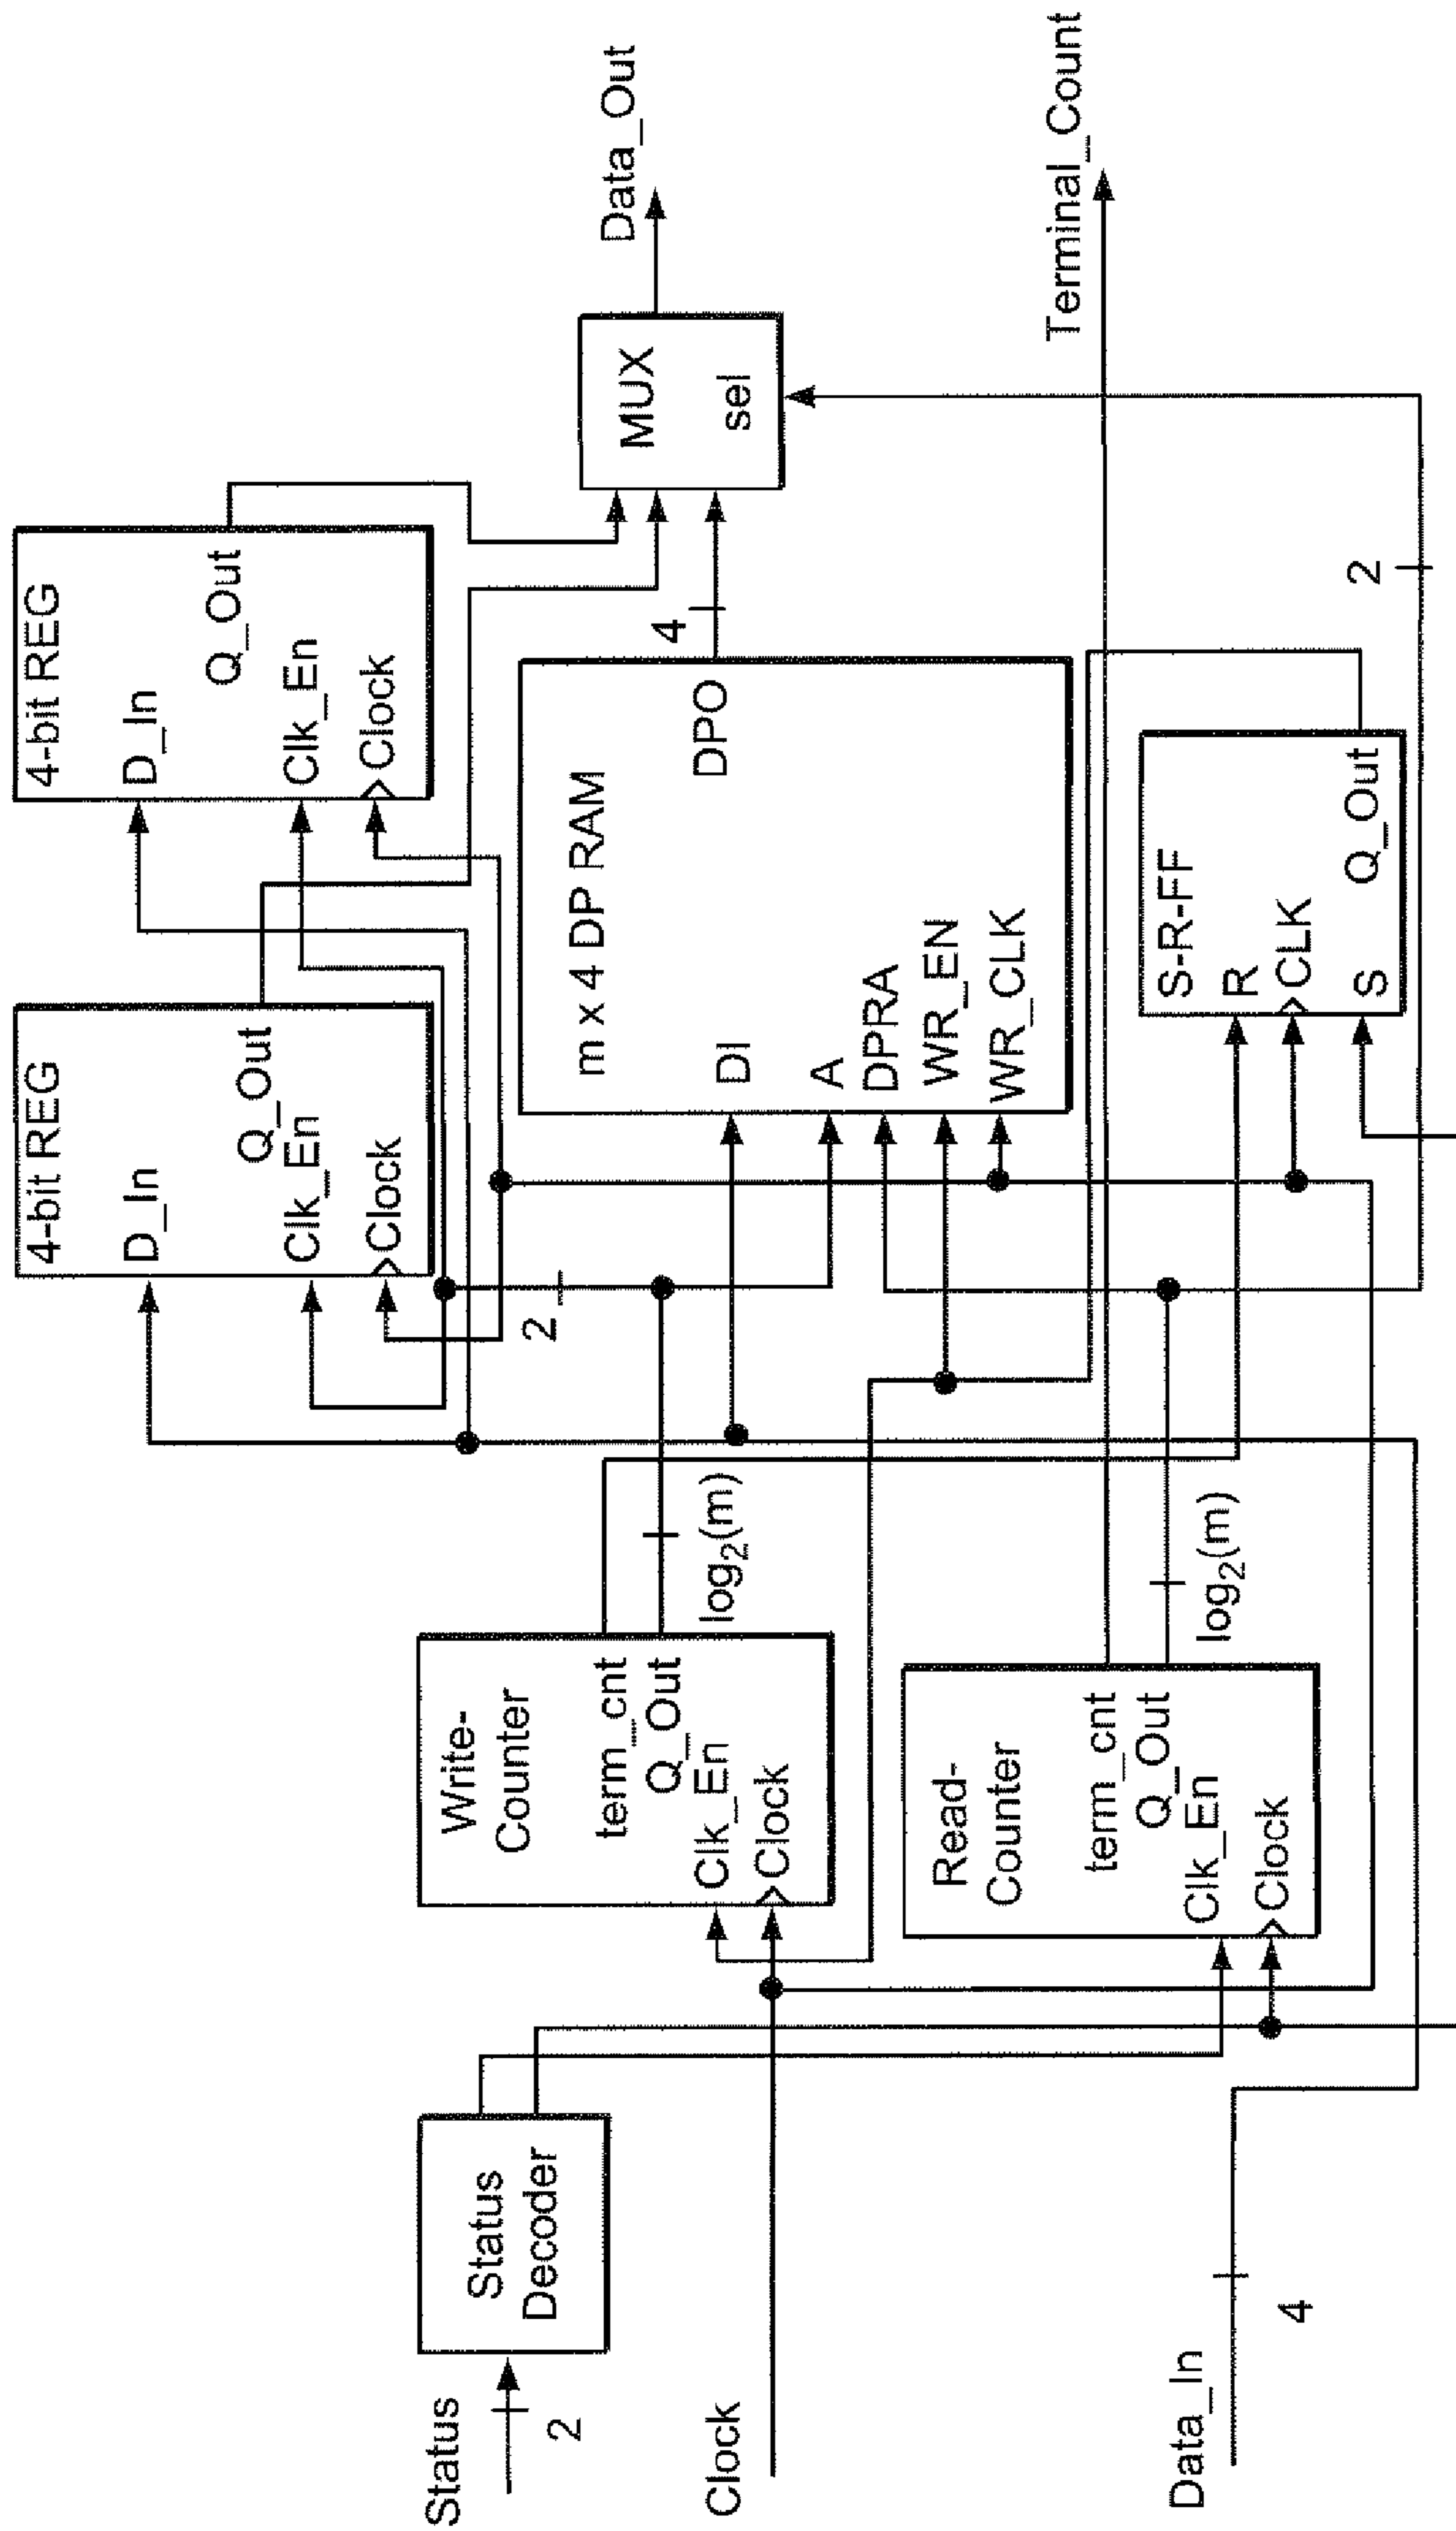 Status
2
Status
Decoder
Clock
Data_In
4
Write-
Counter
term_cnt
Q_Out
Clk_En
Clock
log2(m)
Read-
Counter
term_cnt
Q_Out
Clk_En
Clock
log2(m)
4-bit REG
D_In
Q_Out
Clk_En
Clock
2
4-bit REG
D_In
Q_Out
Clk_En
Clock
m x 4 DP RAM
DI
DPO
A
DPRA
WR_EN
WR_CLK
4
S-R-FF
R
CLK
S
Q_Out
2
MUX
sel
Data_Out
Terminal_Count